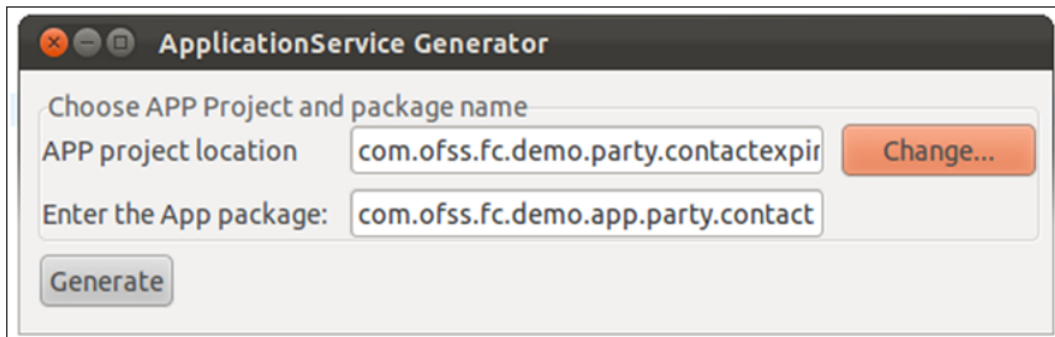 ApplicationService Generator
Choose APP Project and package name
APP project location com.ofss.fc.demo.party.contactexpir Change...
Enter the App package: com.ofss.fc.demo.app.party.contact
Generate